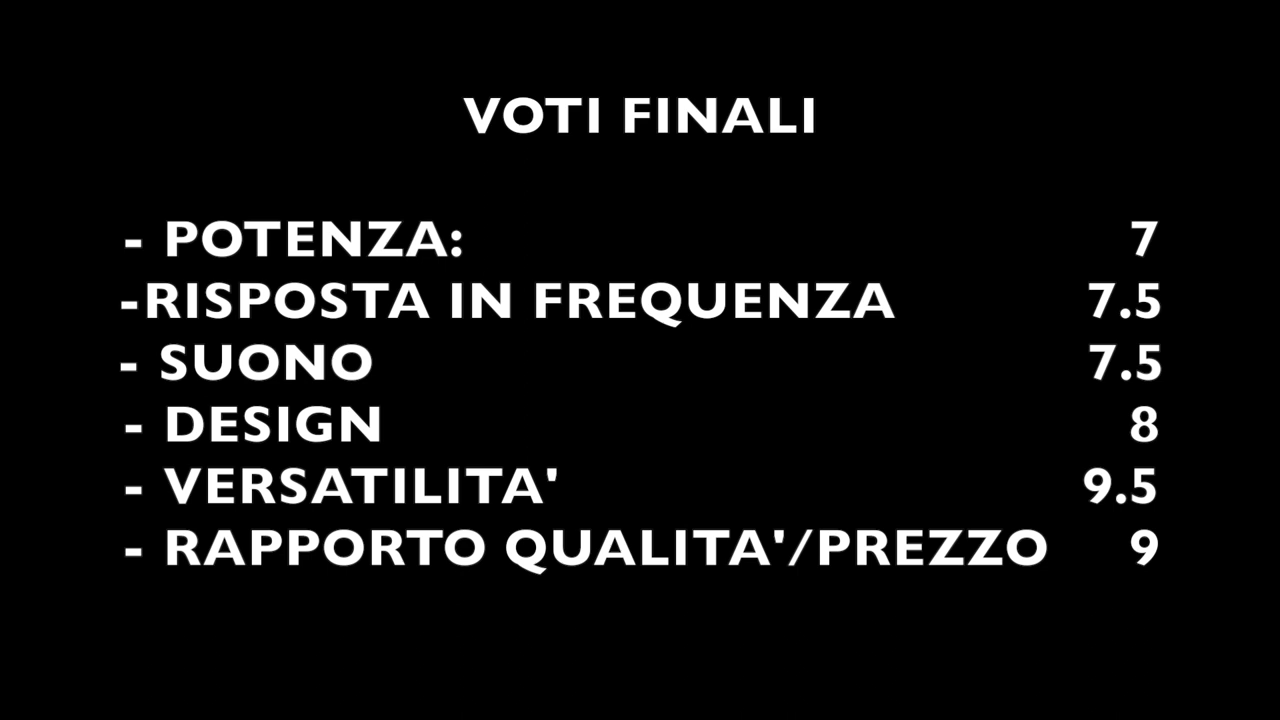 VOTI FINALI
- POTENZA: 7
-RISPOSTA IN FREQUENZA 7.5
- SUONO 7.5
- DESIGN 8
- VERSATILITA' 9.5
- RAPPORTO QUALITA'/PREZZO 9